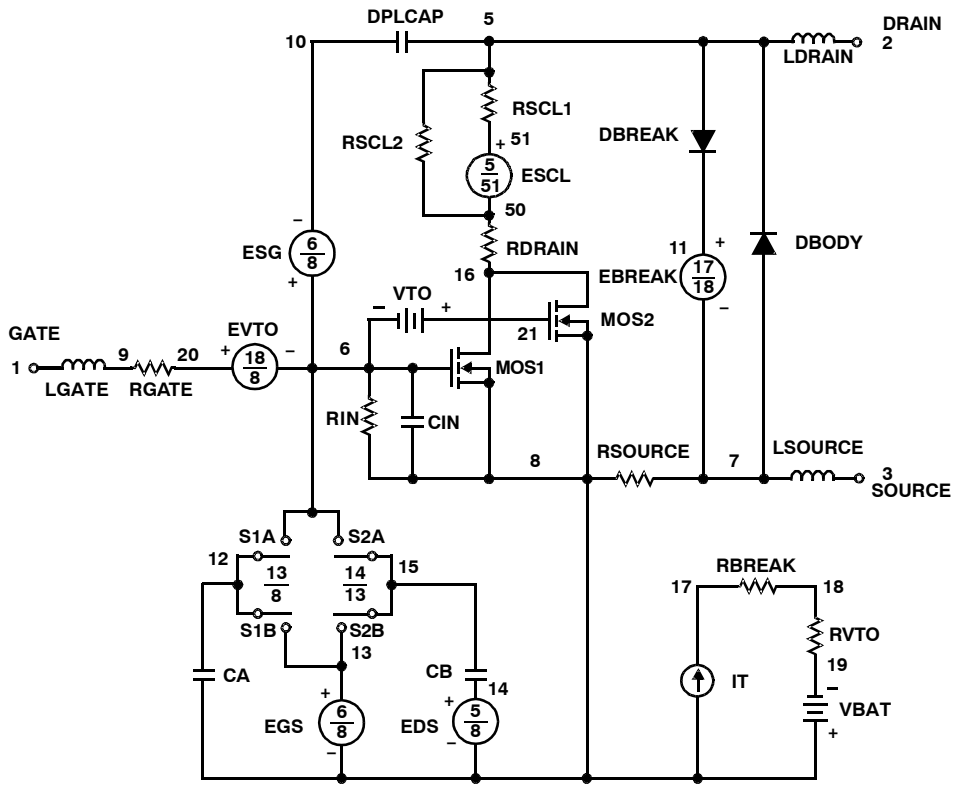 DPLCAP 5 DRAIN
10 2
LDRAIN
RSCL1
RSCL2 + 51 DBREAK
5
51 ESCL
50
– 
ESG 6
8 RDRAIN 11 + DBODY
+ 16 EBREAK 17
18
VTO –
– +
GATE EVTO 21 MOS2
9 20 + 18
8 – 6
1 MOS1
LGATE RGATE
RIN CIN
8 RSOURCE 7 LSOURCE
3
SOURCE
S1A S2A
12 13
8 14
13 15 RBREAK
17 18
S1B S2B
13 RVTO
CA CB 19
+ + 14 IT –
EGS 6
8 EDS 5
8 VBAT
– – +